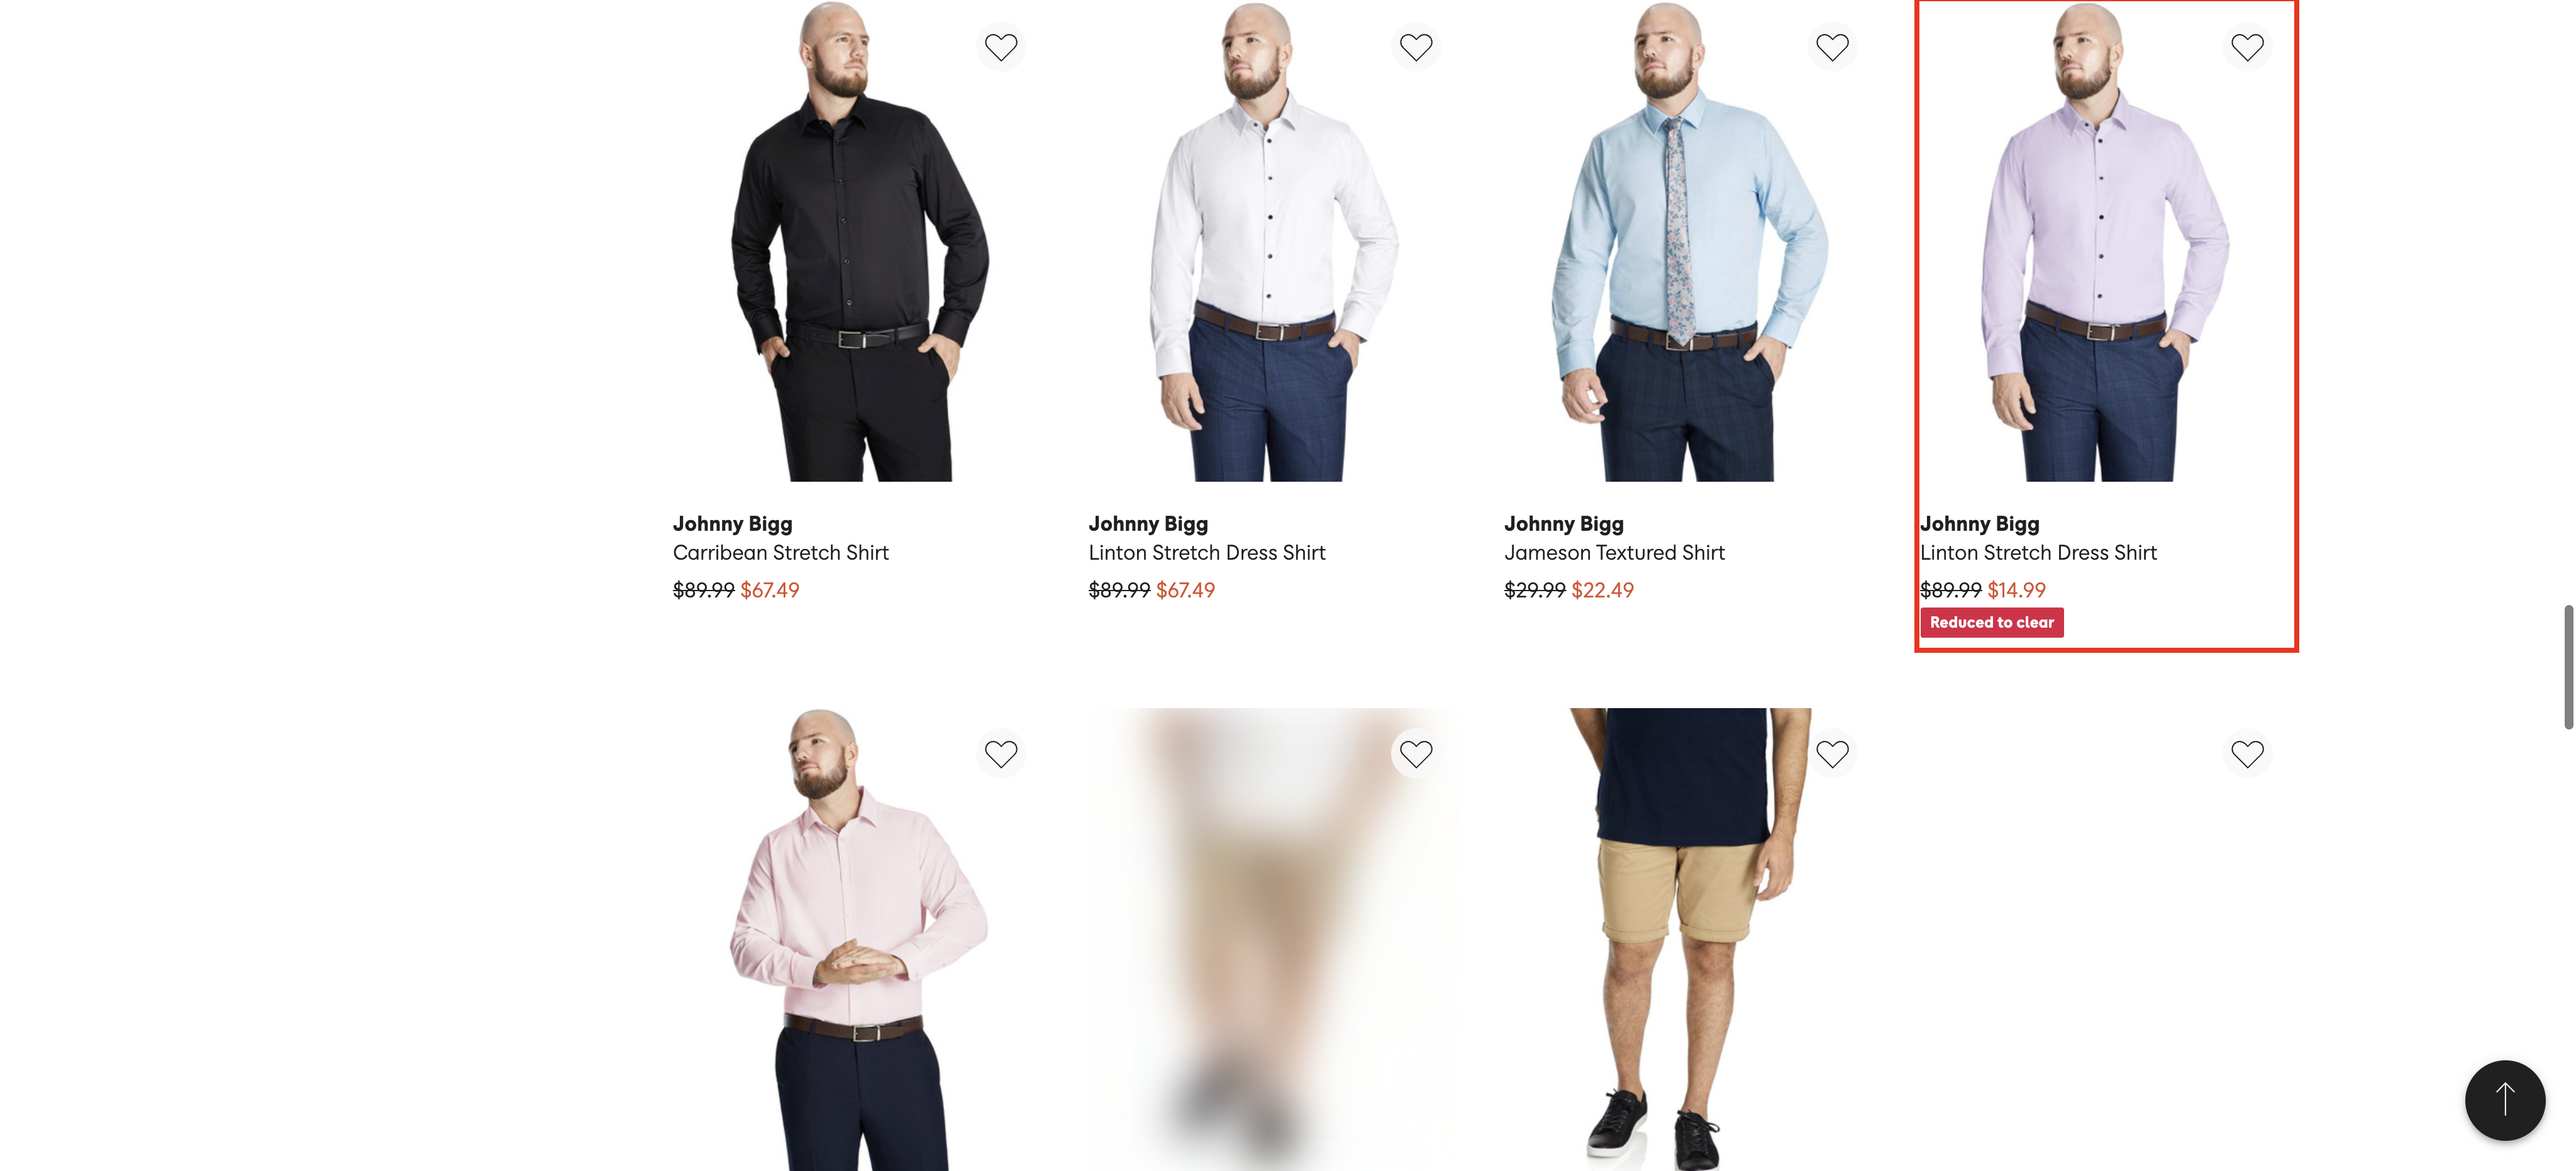 Johnny Bigg
Carribean Stretch Shirt
$89.99 $67.49
Johnny Bigg
Linton Stretch Dress Shirt
$89.99 $67.49
Johnny Bigg
Jameson Textured Shirt
$29.99 $22.49
Johnny Bigg
Linton Stretch Dress Shirt
$89.99 $14.99
Reduced to clear